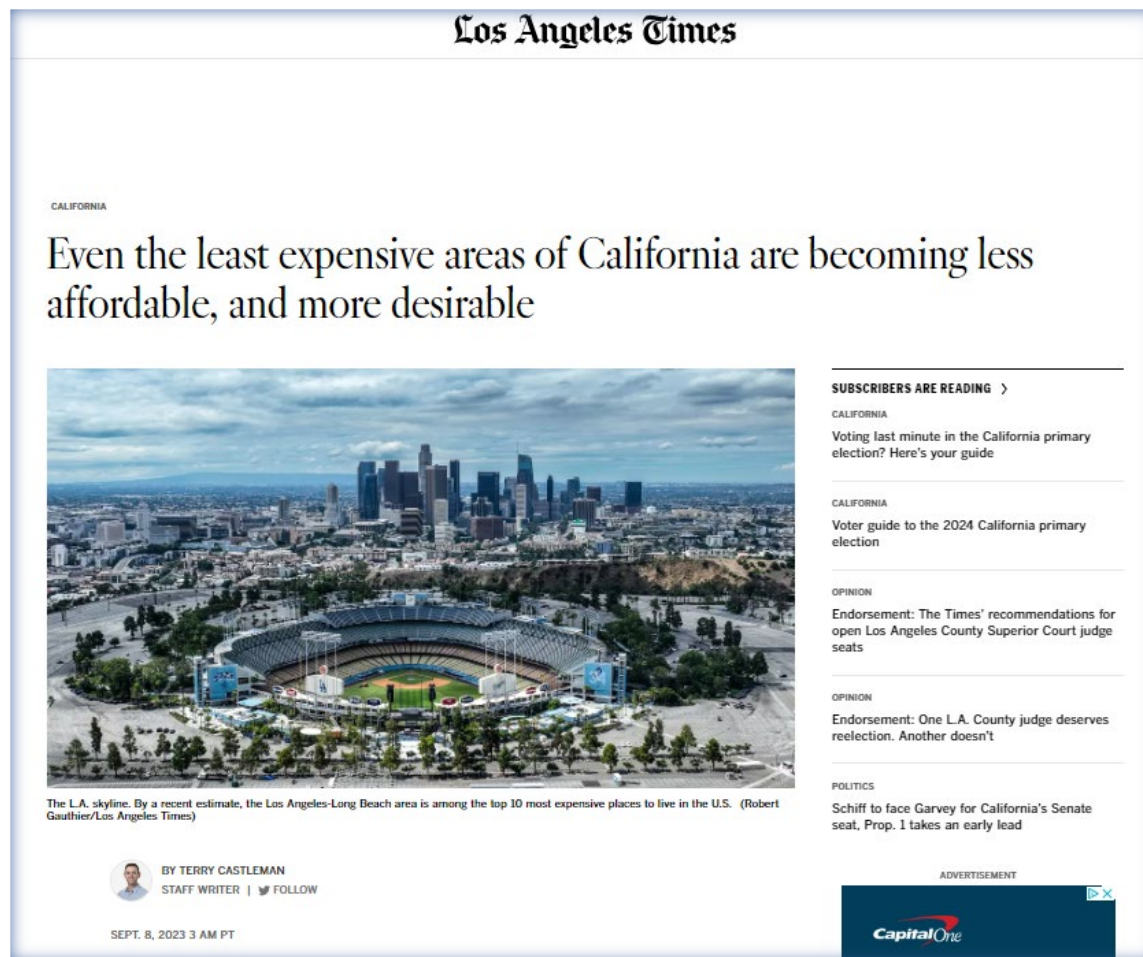 Los Angeles Times
CALIFORNIA
Even the least expensive areas of California are becoming less
affordable, and more desirable
The L.A. skyline. By a recent estimate, the Los Angeles-Long Beach area is among the top 10 most expensive places to live in the U.S. (Robert
Gauthier/Los Angeles Times)
BY TERRY CASTLEMAN
STAFF WRITER | FOLLOW
SEPT. 8, 2023 3 AM PT
SUBSCRIBERS ARE READING >
CALIFORNIA
Voting last minute in the California primary
election? Here's your guide
CALIFORNIA
Voter guide to the 2024 California primary
election
OPINION
Endorsement: The Times' recommendations for
open Los Angeles County Superior Court judge
seats
OPINION
Endorsement: One L.A. County judge deserves
reelection. Another doesn't
POLITICS
Schiff to face Garvey for California's Senate
seat, Prop. 1 takes an early lead
ADVERTISEMENT
CapitalOne